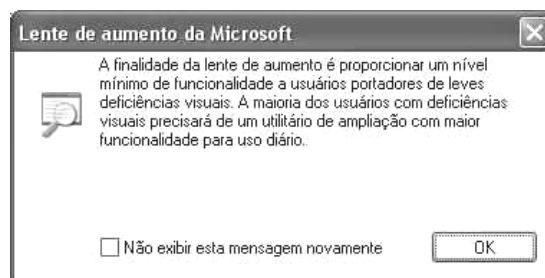 Lente de aumento da Microsoft
A finalidade da lente de aumento é proporcionar um nível
mínimo de funcionalidade a usuários portadores de leves
deficiências visuais. A maioria dos usuários com deficiências
visuais precisará de um utilitário de ampliação com maior
funcionalidade para uso diário.
Não exibir esta mensagem novamente
OK